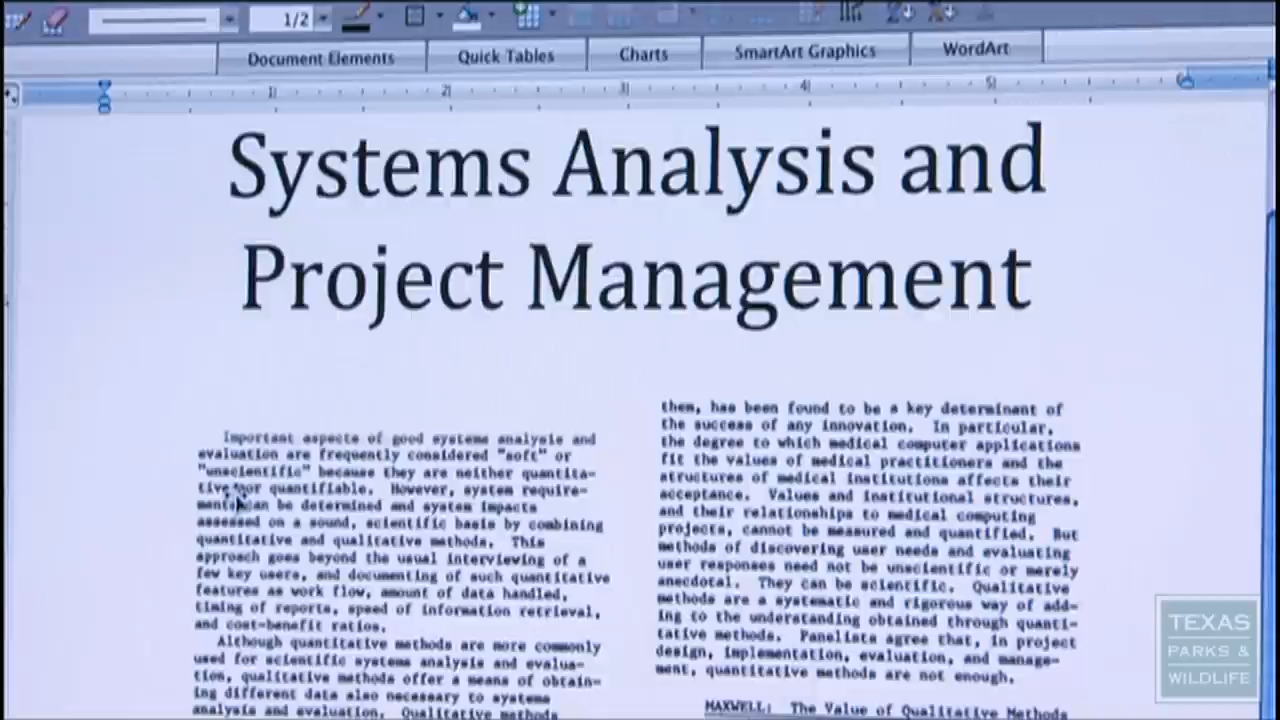 1/2
Document Elements
Quick Tables
Charts
SmartArt Graphics
WordArt
1
2
3
4
5
Systems Analysis and
Project Management
Important aspects of good systems analysis and
evaluation are frequently considered "soft" or
"unscientific" because they are neither quantita-
tive nor quantifiable. However, system require-
ments can be determined and system impacts
assessed on a sound, scientific basis by combining
quantitative and qualitative methods. This
approach goes beyond the usual interviewing of a
few key users, and documenting of such quantitative
features as work flow, amount of data handled,
timing of reports, speed of information retrieval,
and cost-benefit ratios.
Although quantitative methods are more commonly
used for scientific systems analysis and evalua-
tion, qualitative methods offer a means of obtain-
ing different data also necessary to systems
analysis and evaluation. Qualitative methods
them, has been found to be a key determinant of
the success of any innovation. In particular,
the degree to which medical computer applications
fit the values of medical practitioners and the
structures of medical institutions affects their
acceptance. Values and institutional structures,
and their relationships to medical computing
projects, cannot be measured and quantified. But
methods of discovering user needs and evaluating
user responses need not be unscientific or merely
anecdotal. They can be scientific. Qualitative
methods are a systematic and rigorous way of add-
ing to the understanding obtained through quanti-
tative methods. Panelists agree that, in project
design, implementation, evaluation, and manage-
ment, quantitative methods are not enough.
MAXWELL: The Value of Qualitative Methods
TEXAS
PARKS &
WILDLIFE